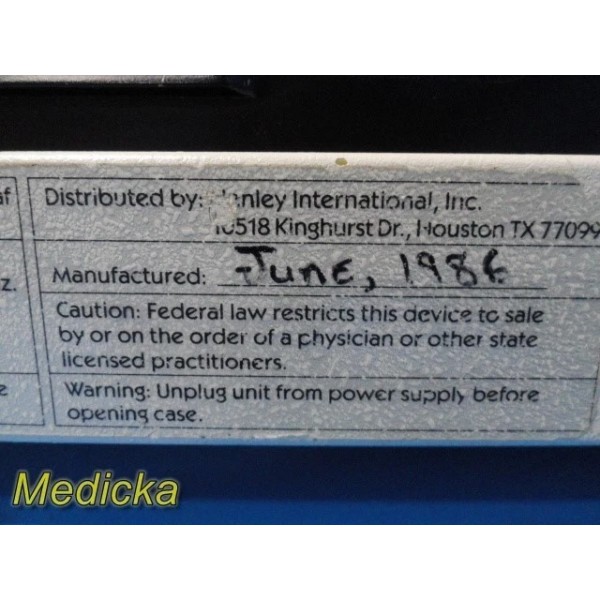 Distributed by: Hanley International, Inc.
10518 Kinghurst Dr., Houston TX 77099
z.
Manufactured: June, 1986
Caution: Federal law restricts this device to sale
by or on the order of a physician or other state
licensed practitioners.
Warning: Unplug unit from power supply before
opening case.
Medicka